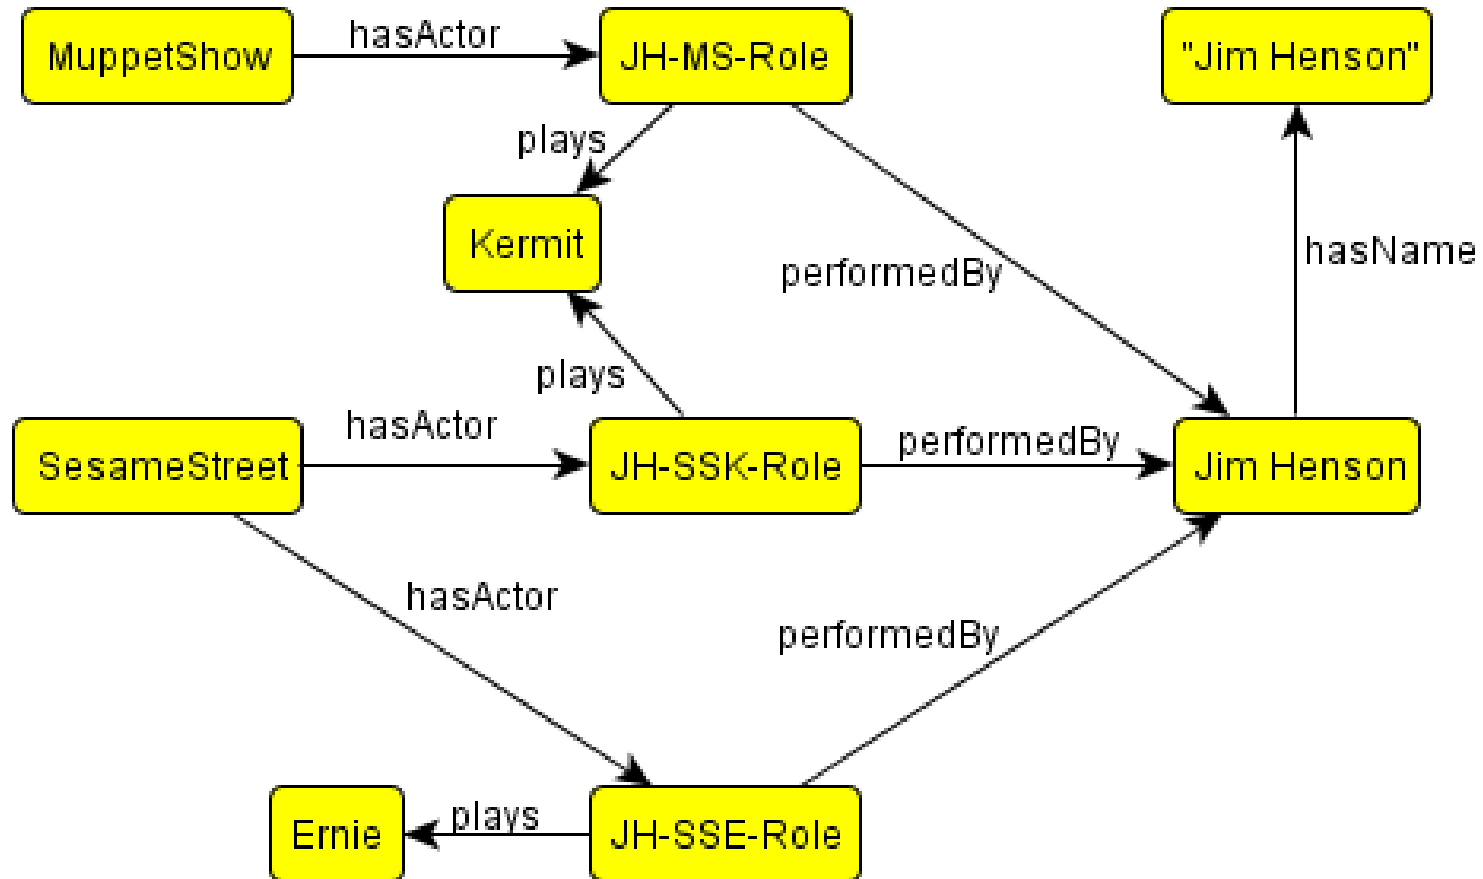 MuppetShow
hasActor
JH-MS-Role
"Jim Henson"
plays
Kermit
performedBy
hasName
plays
SesameStreet
hasActor
JH-SSK-Role
performedBy
Jim Henson
hasActor
performedBy
Ernie
plays
JH-SSE-Role